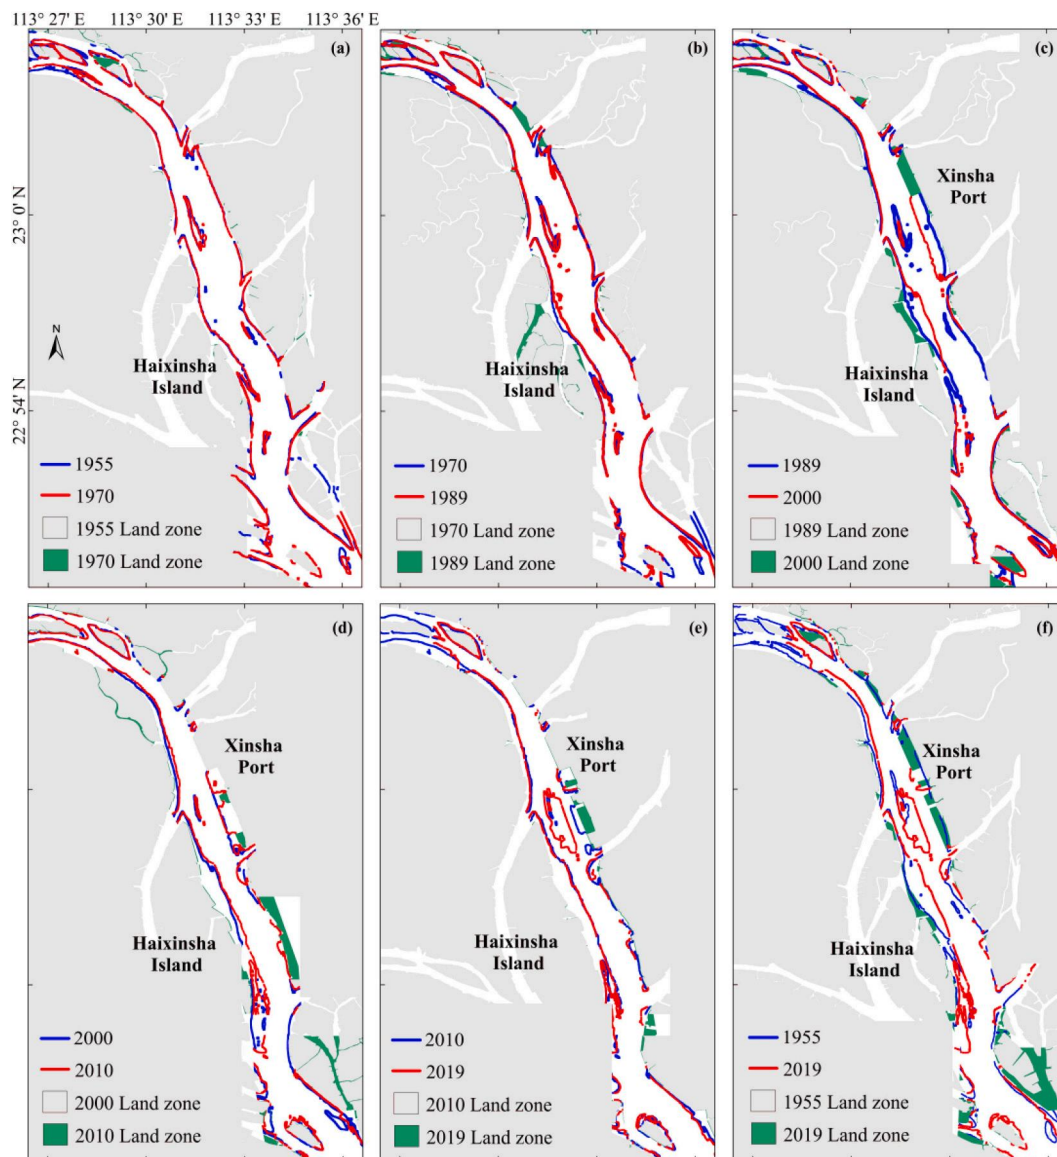 113° 27' E 113° 30' E 113° 33' E 113° 36' E
(a)
(b)
(c)
23° 0' N
22° 54' N
N
Haixinsha
Island
1955
1970
1955 Land zone
1970 Land zone
Haixinsha
Island
1970
1989
1970 Land zone
1989 Land zone
Xinsha
Port
Haixinsha
Island
1989
2000
1989 Land zone
2000 Land zone
(d)
(e)
(f)
Xinsha
Port
Haixinsha
Island
2000
2010
2000 Land zone
2010 Land zone
Xinsha
Port
Haixinsha
Island
2010
2019
2010 Land zone
2019 Land zone
Xinsha
Port
Haixinsha
Island
1955
2019
1955 Land zone
2019 Land zone